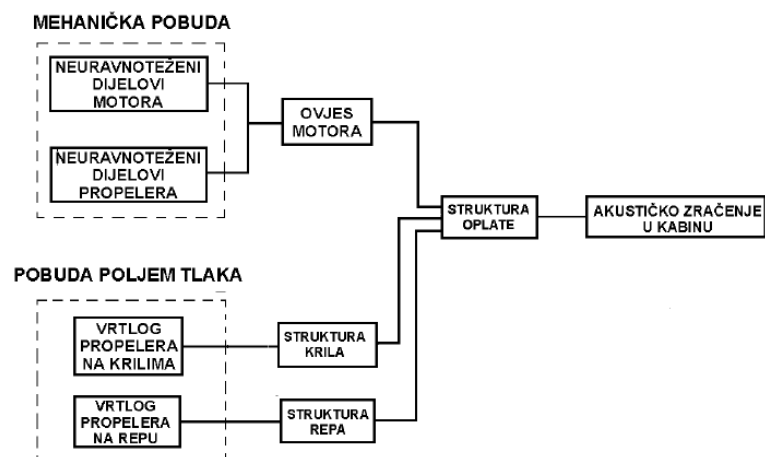 MEHANIČKA POBUDA
NEURAVNOTEŽENI
DIJELOVI
MOTORA
OVJES
MOTORA
NEURAVNOTEŽENI
DIJELOVI
PROPELERA
STRUKTURA
OPLATE
AKUSTIČKO ZRAČENJE
U KABINU
POBUDA POLJEM TLAKA
VRTLOG
PROPELERA
NA KRILIMA
STRUKTURA
KRILA
VRTLOG
PROPELERA
NA REPU
STRUKTURA
REPA